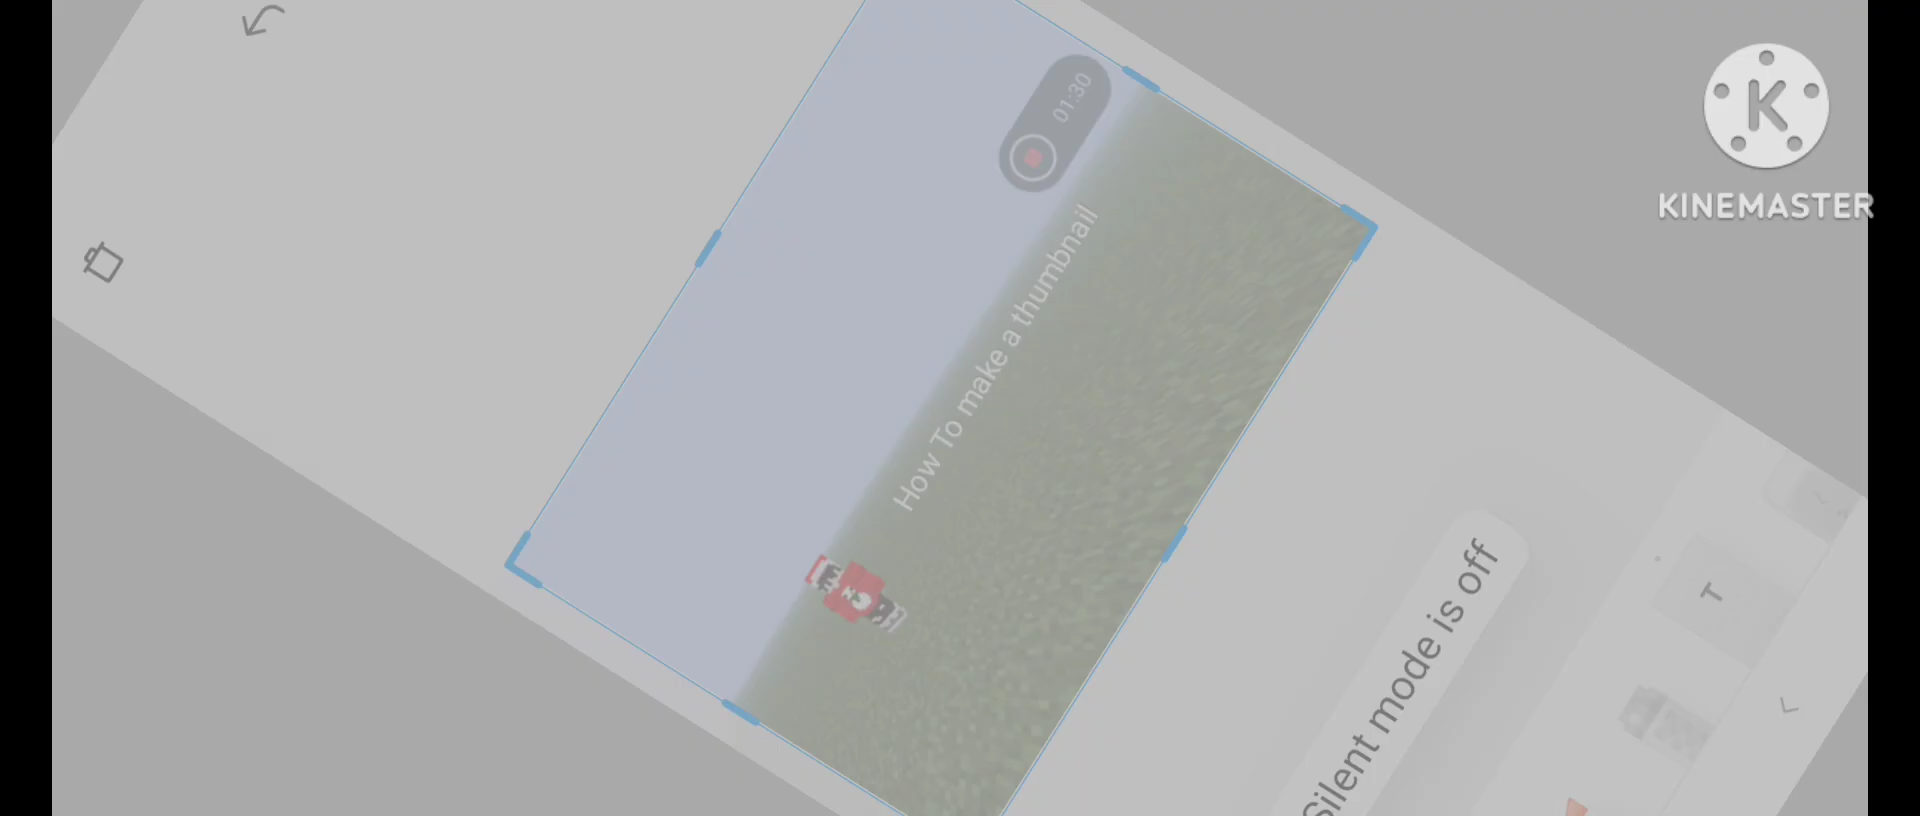 K
KINEMASTER
01:30
How To make a thumbnail
Silent mode is off
T